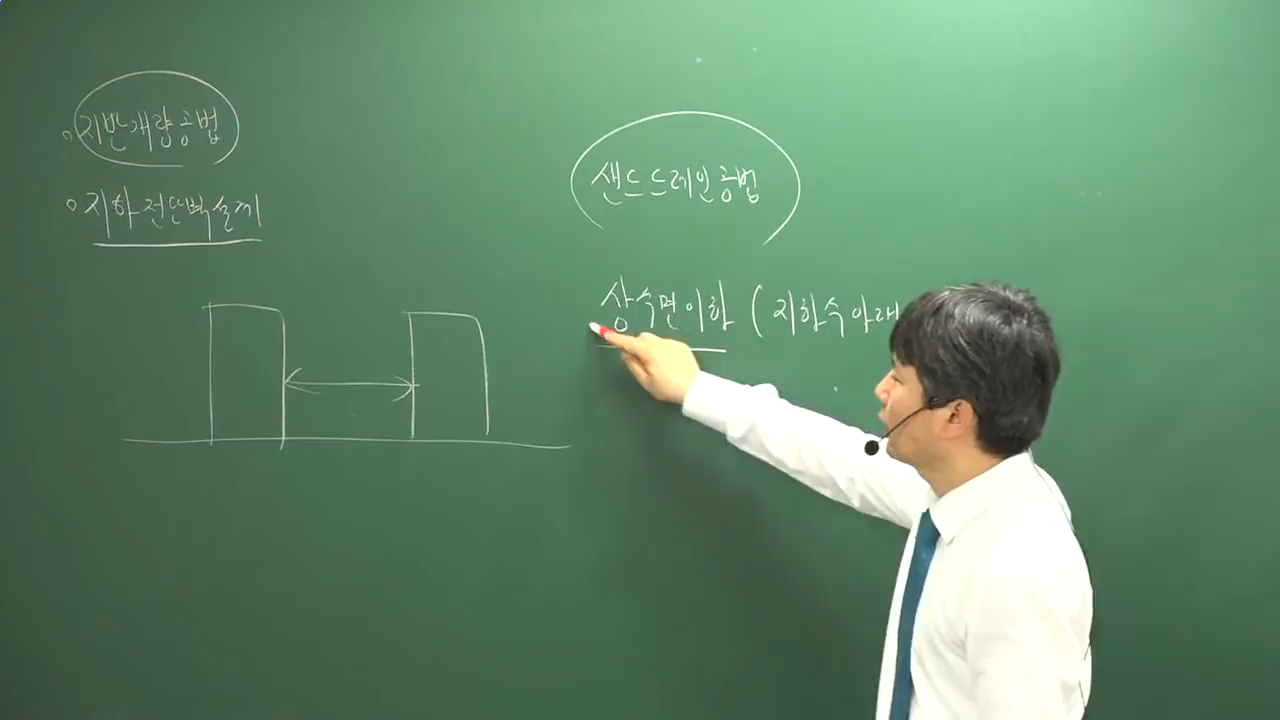 지반개량공법
지하전단벽설치
샌드드레인공법
상수면이하 (지하수 아래